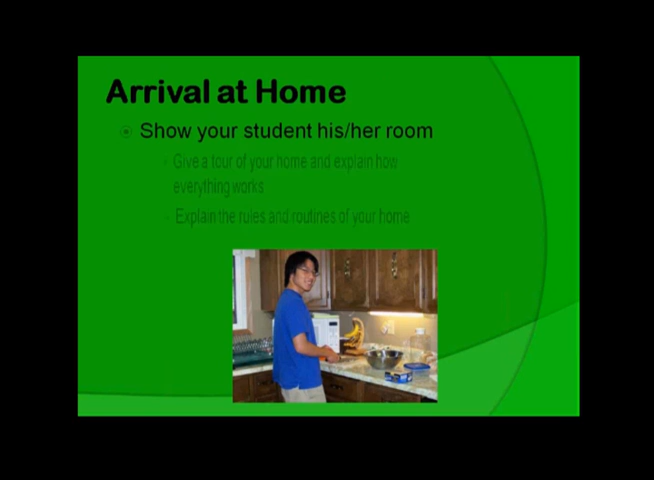 Arrival at Home
Show your student his/her room
Give a tour of your home and explain how
everything works
Explain the rules and routines of your home